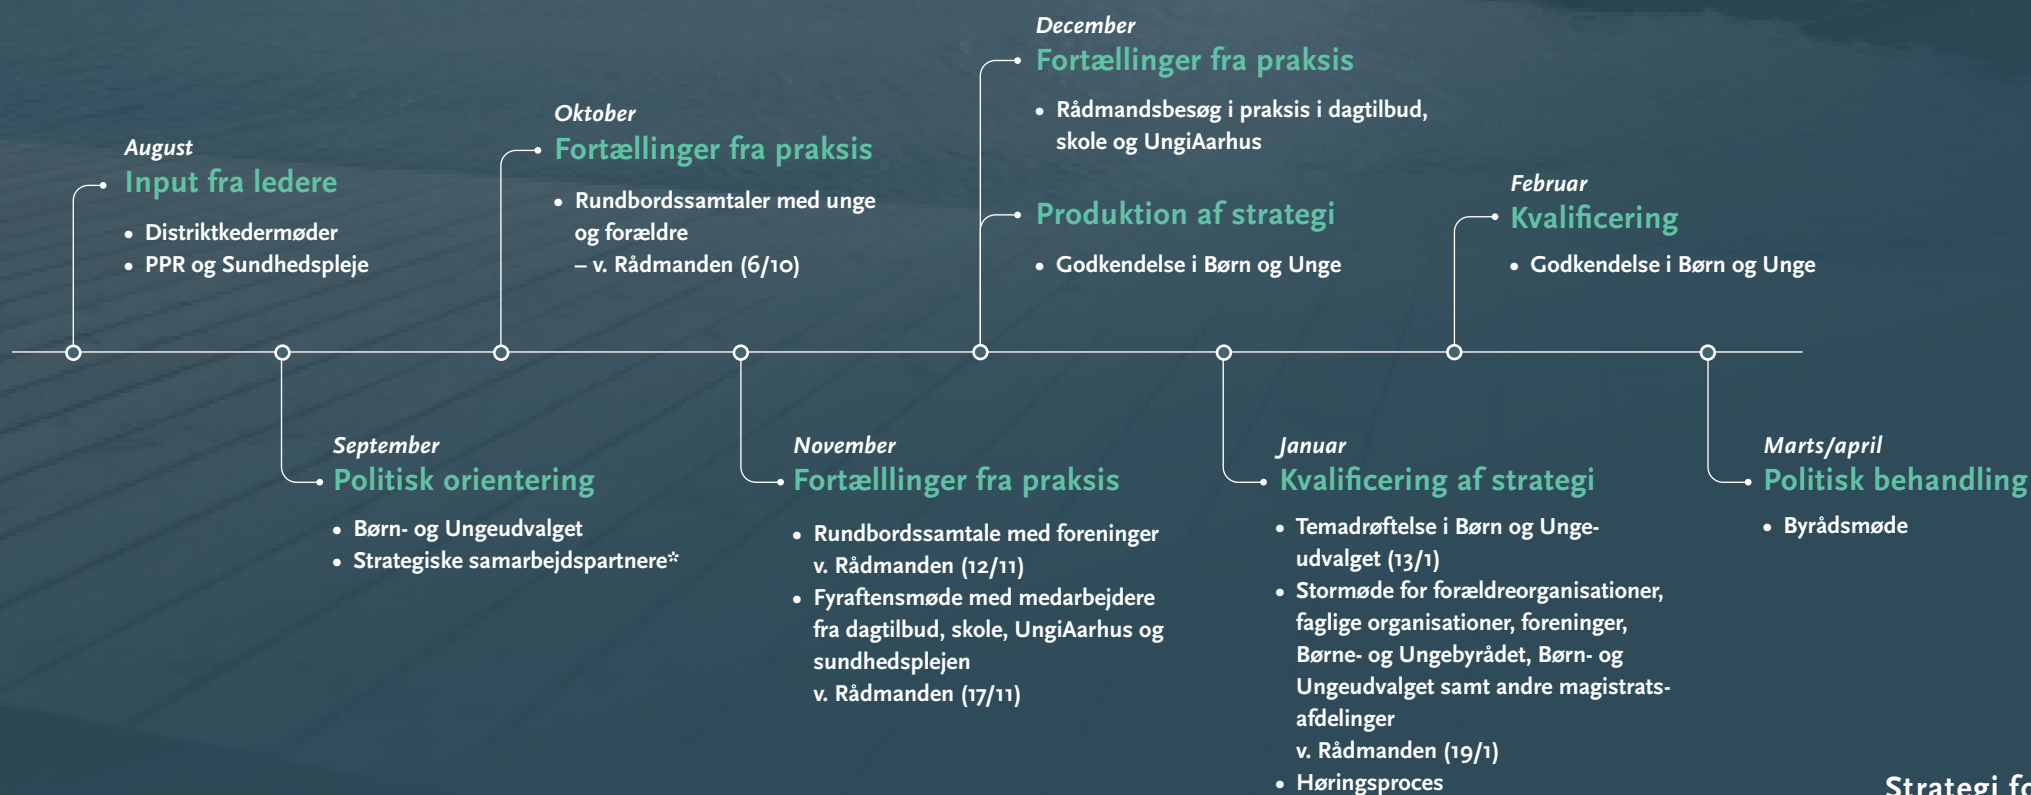 August
Input fra ledere
• Distriktkedermøder
• PPR og Sundhedspleje
September
Politisk orientering
• Børn- og Ungeudvalget
• Strategiske samarbejdspartnere*
Oktober
Fortællinger fra praksis
• Rundbordssamtaler med unge
og forældre
– v. Rådmanden (6/10)
November
Fortælllinger fra praksis
• Rundbordssamtale med foreninger
v. Rådmanden (12/11)
• Fyraftensmøde med medarbejdere
fra dagtilbud, skole, UngiAarhus og
sundhedsplejen
v. Rådmanden (17/11)
December
Fortællinger fra praksis
• Rådmandsbesøg i praksis i dagtilbud,
skole og UngiAarhus
Produktion af strategi
• Godkendelse i Børn og Unge
Januar
Kvalificering af strategi
• Temadrøftelse i Børn og Unge-
udvalget (13/1)
• Stormøde for forældreorganisationer,
faglige organisationer, foreninger,
Børne- og Ungebyrådet, Børn- og
Ungeudvalget samt andre magistrats-
afdelinger
v. Rådmanden (19/1)
• Høringsproces
Februar
Kvalificering
• Godkendelse i Børn og Unge
Marts/april
Politisk behandling
• Byrådsmøde
Strategi fo